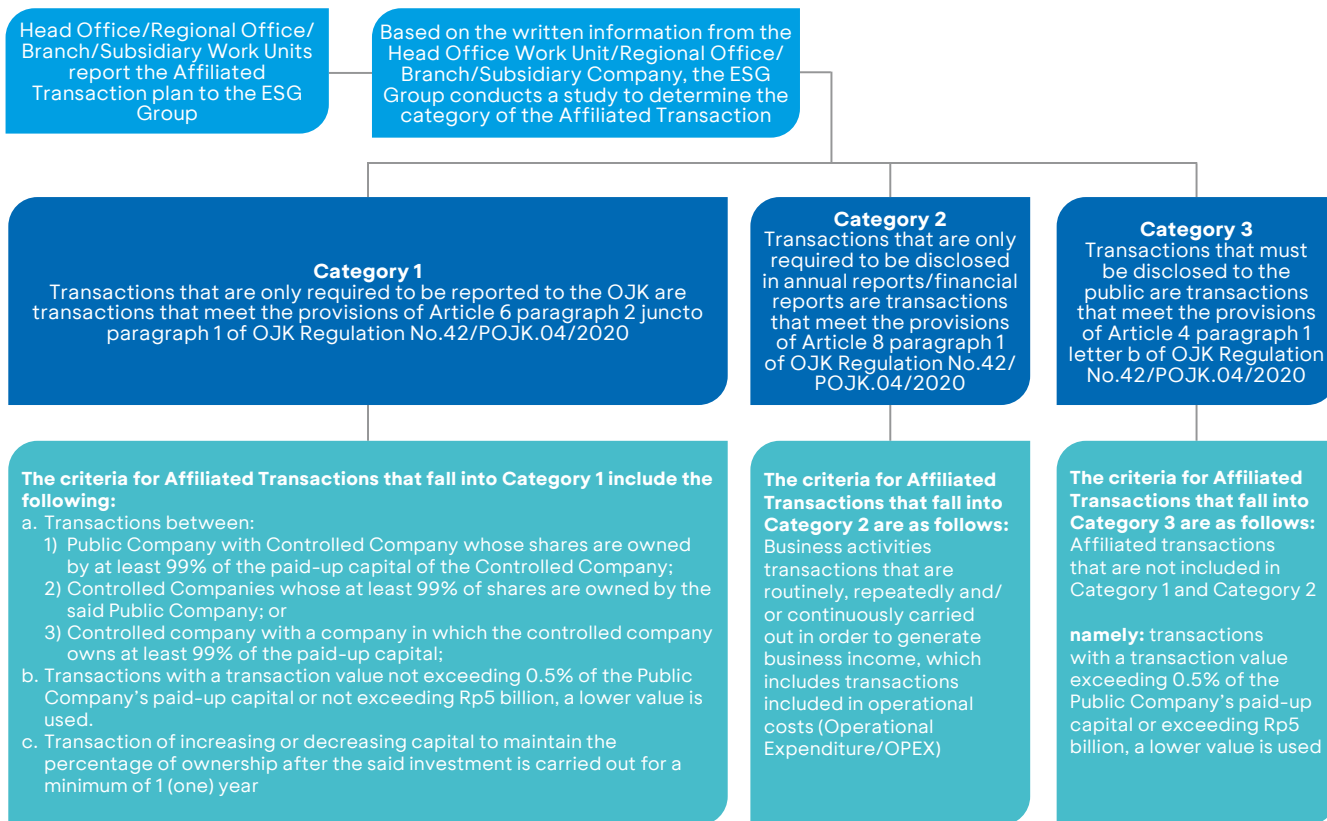 Head Office/Regional Office/
Branch/Subsidiary Work Units
report the Affiliated
Transaction plan to the ESG
Group
Based on the written information from the
Head Office Work Unit/Regional Office/
Branch/Subsidiary Company, the ESG
Group conducts a study to determine the
category of the Affiliated Transaction
Category 1
Transactions that are only required to be reported to the OJK are
transactions that meet the provisions of Article 6 paragraph 2 juncto
paragraph 1 of OJK Regulation No.42/POJK.04/2020
Category 2
Transactions that are only
required to be disclosed
in annual reports/financial
reports are transactions
that meet the provisions
of Article 8 paragraph 1
of OJK Regulation No.42/
POJK.04/2020
Category 3
Transactions that must
be disclosed to the
public are transactions
that meet the provisions
of Article 4 paragraph 1
letter b of OJK Regulation
No.42/POJK.04/2020
The criteria for Affiliated Transactions that fall into Category 1 include the
following:
a. Transactions between:
1) Public Company with Controlled Company whose shares are owned
by at least 99% of the paid-up capital of the Controlled Company;
2) Controlled Companies whose at least 99% of shares are owned by the
said Public Company; or
3) Controlled company with a company in which the controlled company
owns at least 99% of the paid-up capital;
b. Transactions with a transaction value not exceeding 0.5% of the Public
Company's paid-up capital or not exceeding Rp5 billion, a lower value is
used.
c. Transaction of increasing or decreasing capital to maintain the
percentage of ownership after the said investment is carried out for a
minimum of 1 (one) year
The criteria for Affiliated
Transactions that fall into
Category 2 are as follows:
Business activities
transactions that are
routinely, repeatedly and/
or continuously carried
out in order to generate
business income, which
includes transactions
included in operational
costs (Operational
Expenditure/OPEX)
The criteria for Affiliated
Transactions that fall into
Category 3 are as follows:
Affiliated transactions
that are not included in
Category 1 and Category 2
namely: transactions
with a transaction value
exceeding 0.5% of the
Public Company's paid-up
capital or exceeding Rp5
billion, a lower value is used